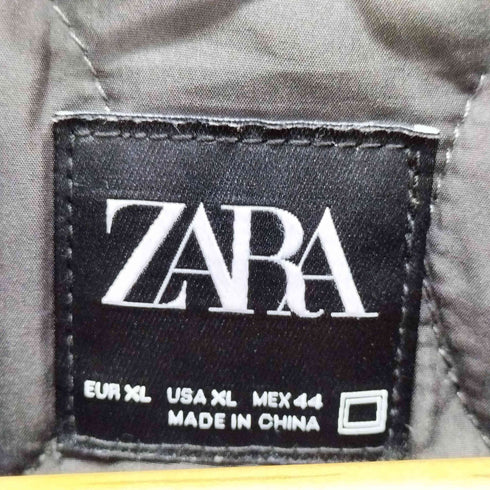 ZARA
EUR XL USA XL MEX 44
MADE IN CHINA